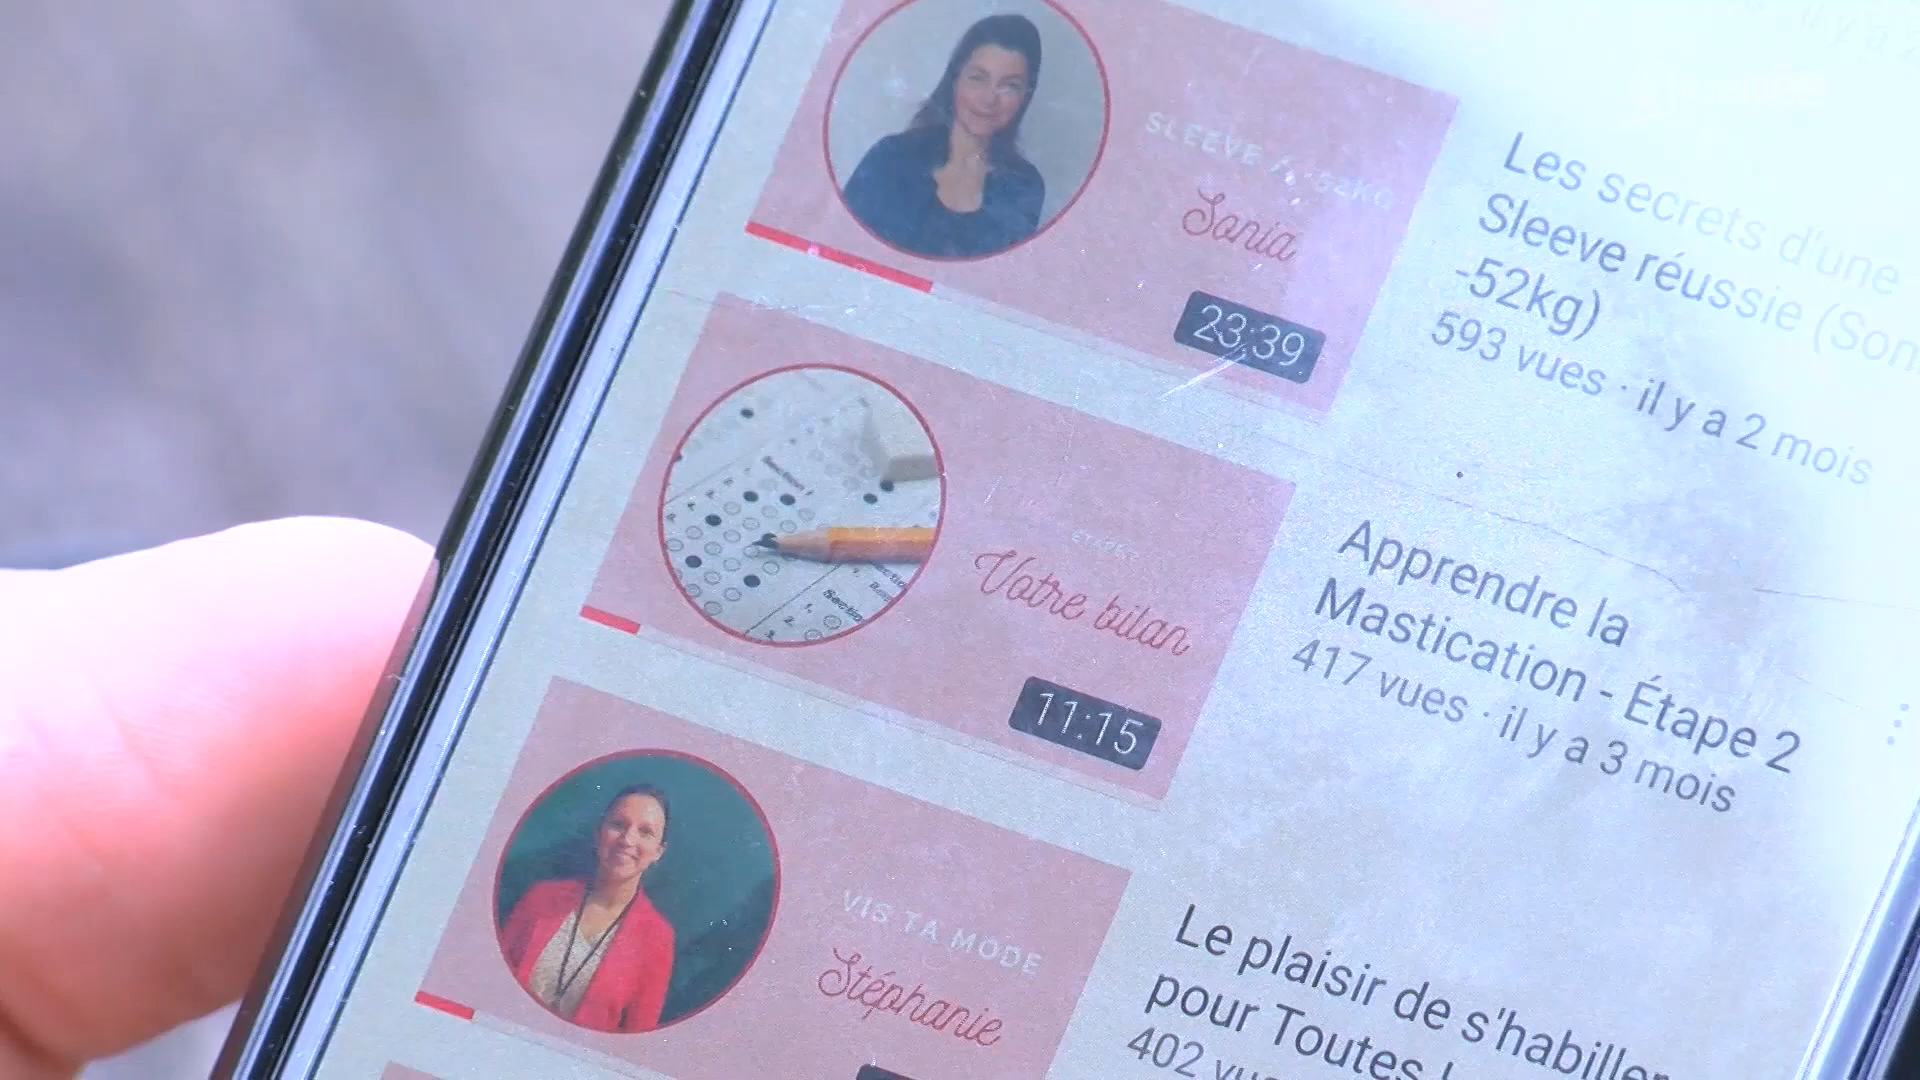 SLEEVE /
Sonia
23:39
Les secrets d'une
Sleeve réussie (Son
-52kg)
593 vues · il y a 2 mois
Votre bilan
11:15
Apprendre la
Mastication - Étape 2
417 vues · il y a 3 mois
VIS TA MODE
Stéphanie
Le plaisir de s'habiller
pour Toutes
402